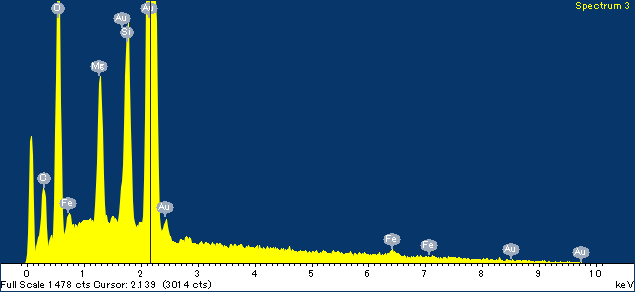 Spectrum 3
O Au Au
Si
Mg
O
Fe Au
Fe Fe Au Au
0 1 2 3 4 5 6 7 8 9 10
Full Scale 1478 cts Cursor: 2.139 (3014 cts) keV